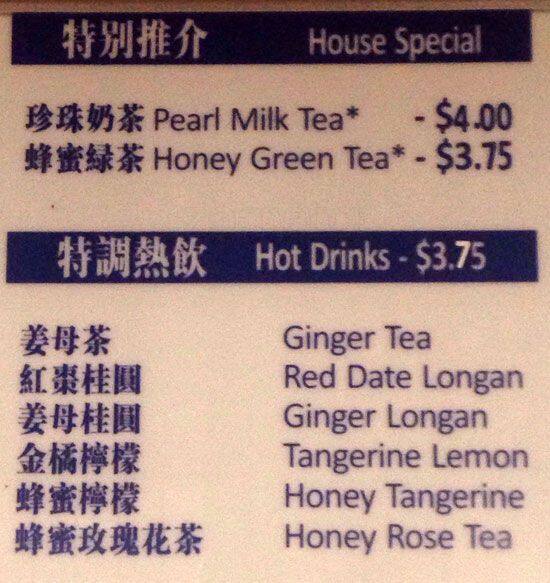 特別推介 House Special
珍珠奶茶 Pearl Milk Tea* - $4.00
蜂蜜緑茶 Honey Green Tea* - $3.75
特調熱飲 Hot Drinks - $3.75
姜母茶 Ginger Tea
紅棗桂圓 Red Date Longan
姜母桂圓 Ginger Longan
金橘檸檬 Tangerine Lemon
蜂蜜檸檬 Honey Tangerine
蜂蜜玫瑰花茶 Honey Rose Tea